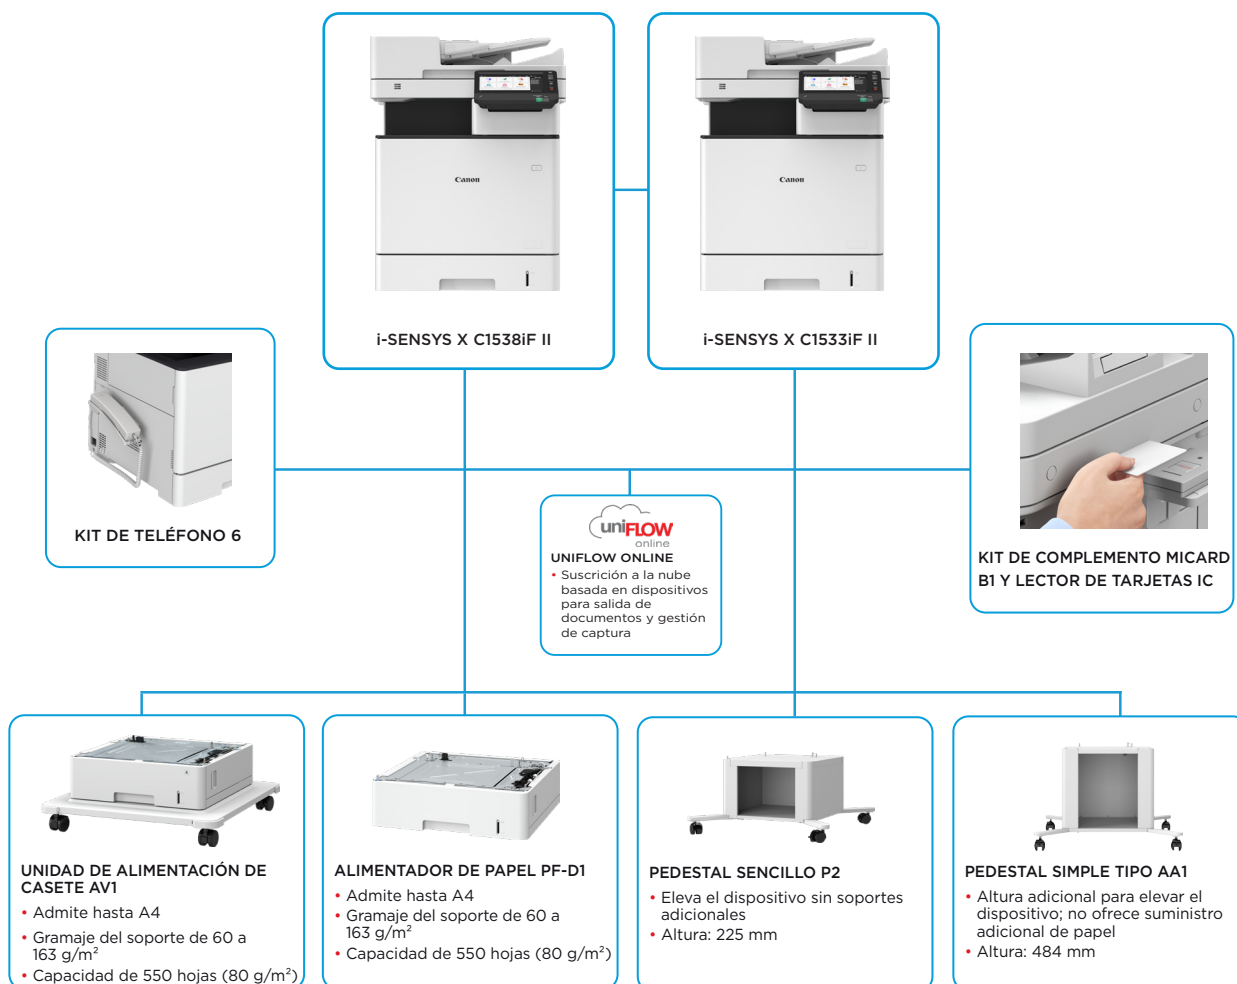 Canon
Canon
i-SENSYS X C1538iF II
i-SENSYS X C1533iF II
KIT DE TELÉFONO 6
uniFLOW
online
UNIFLOW ONLINE
• Suscrición a la nube
basada en dispositivos
para salida de
documentos y gestión
de captura
KIT DE COMPLEMENTO MICARD
B1 Y LECTOR DE TARJETAS IC
UNIDAD DE ALIMENTACIÓN DE
CASETE AV1
• Admite hasta A4
• Gramaje del soporte de 60 a
163 g/m²
• Capacidad de 550 hojas (80 g/m²)
ALIMENTADOR DE PAPEL PF-D1
• Admite hasta A4
• Gramaje del soporte de 60 a
163 g/m²
• Capacidad de 550 hojas (80 g/m²)
PEDESTAL SENCILLO P2
• Eleva el dispositivo sin soportes
adicionales
• Altura: 225 mm
PEDESTAL SIMPLE TIPO AA1
• Altura adicional para elevar el
dispositivo; no ofrece suministro
adicional de papel
• Altura: 484 mm